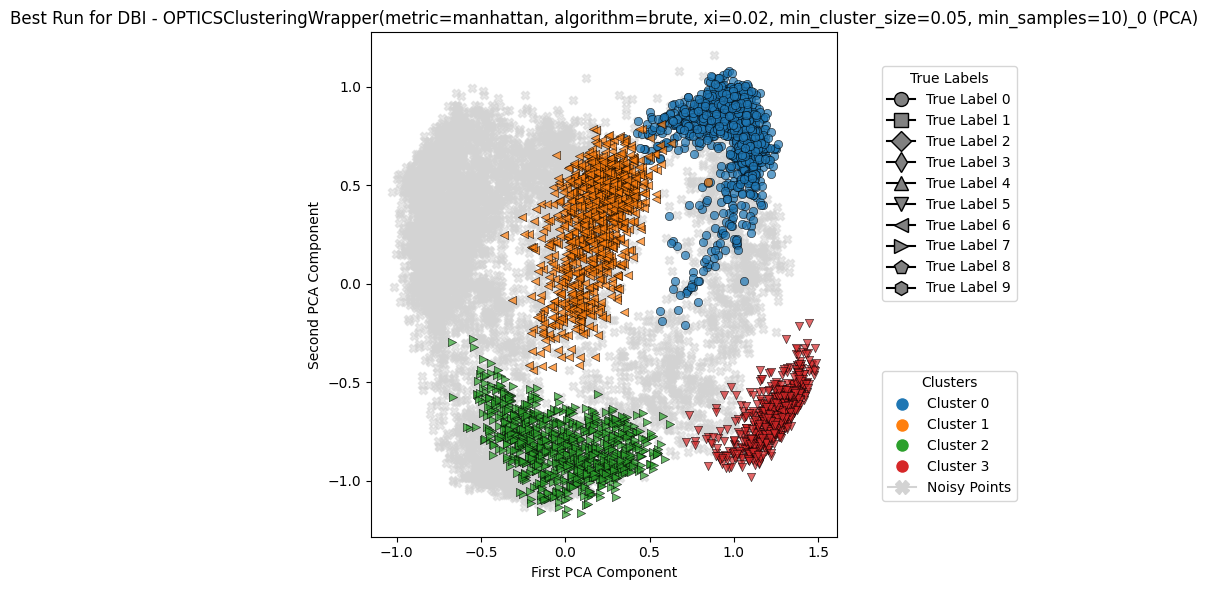 Best Run for DBI - OPTICSClusteringWrapper(metric=manhattan, algorithm=brute, xi=0.02, min_cluster_size=0.05, min_samples=10)_0 (PCA)
Second PCA Component
1.0
0.5
0.0
−0.5
−1.0
−1.0
−0.5
0.0
0.5
1.0
1.5
First PCA Component
True Labels
True Label 0
True Label 1
True Label 2
True Label 3
True Label 4
True Label 5
True Label 6
True Label 7
True Label 8
True Label 9
Clusters
Cluster 0
Cluster 1
Cluster 2
Cluster 3
Noisy Points